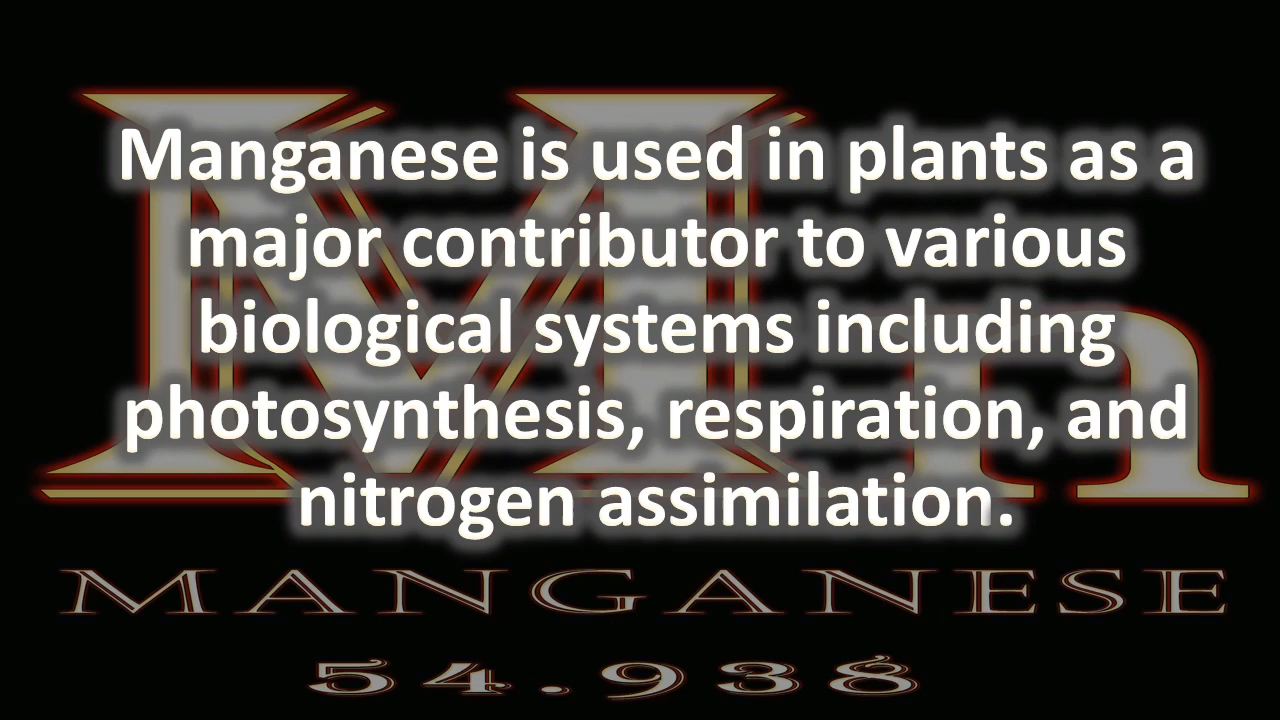 Mn
Manganese is used in plants as a
major contributor to various
biological systems including
photosynthesis, respiration, and
nitrogen assimilation.
MANGANESE
54.938